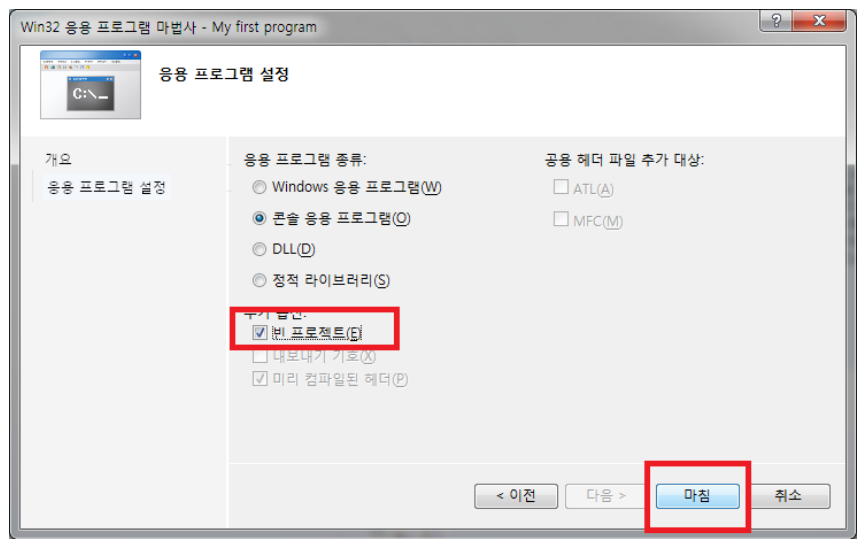 Win32 응용 프로그램 마법사 - My first program
C:\_
응용 프로그램 설정
개요
응용 프로그램 설정
응용 프로그램 종류:
Windows 응용 프로그램(W)
콘솔 응용 프로그램(O)
DLL(D)
정적 라이브러리(S)
추가 옵션:
빈 프로젝트(E)
내보내기 기호(X)
미리 컴파일된 헤더(P)
공용 헤더 파일 추가 대상:
ATL(A)
MFC(M)
< 이전
다음 >
마침
취소